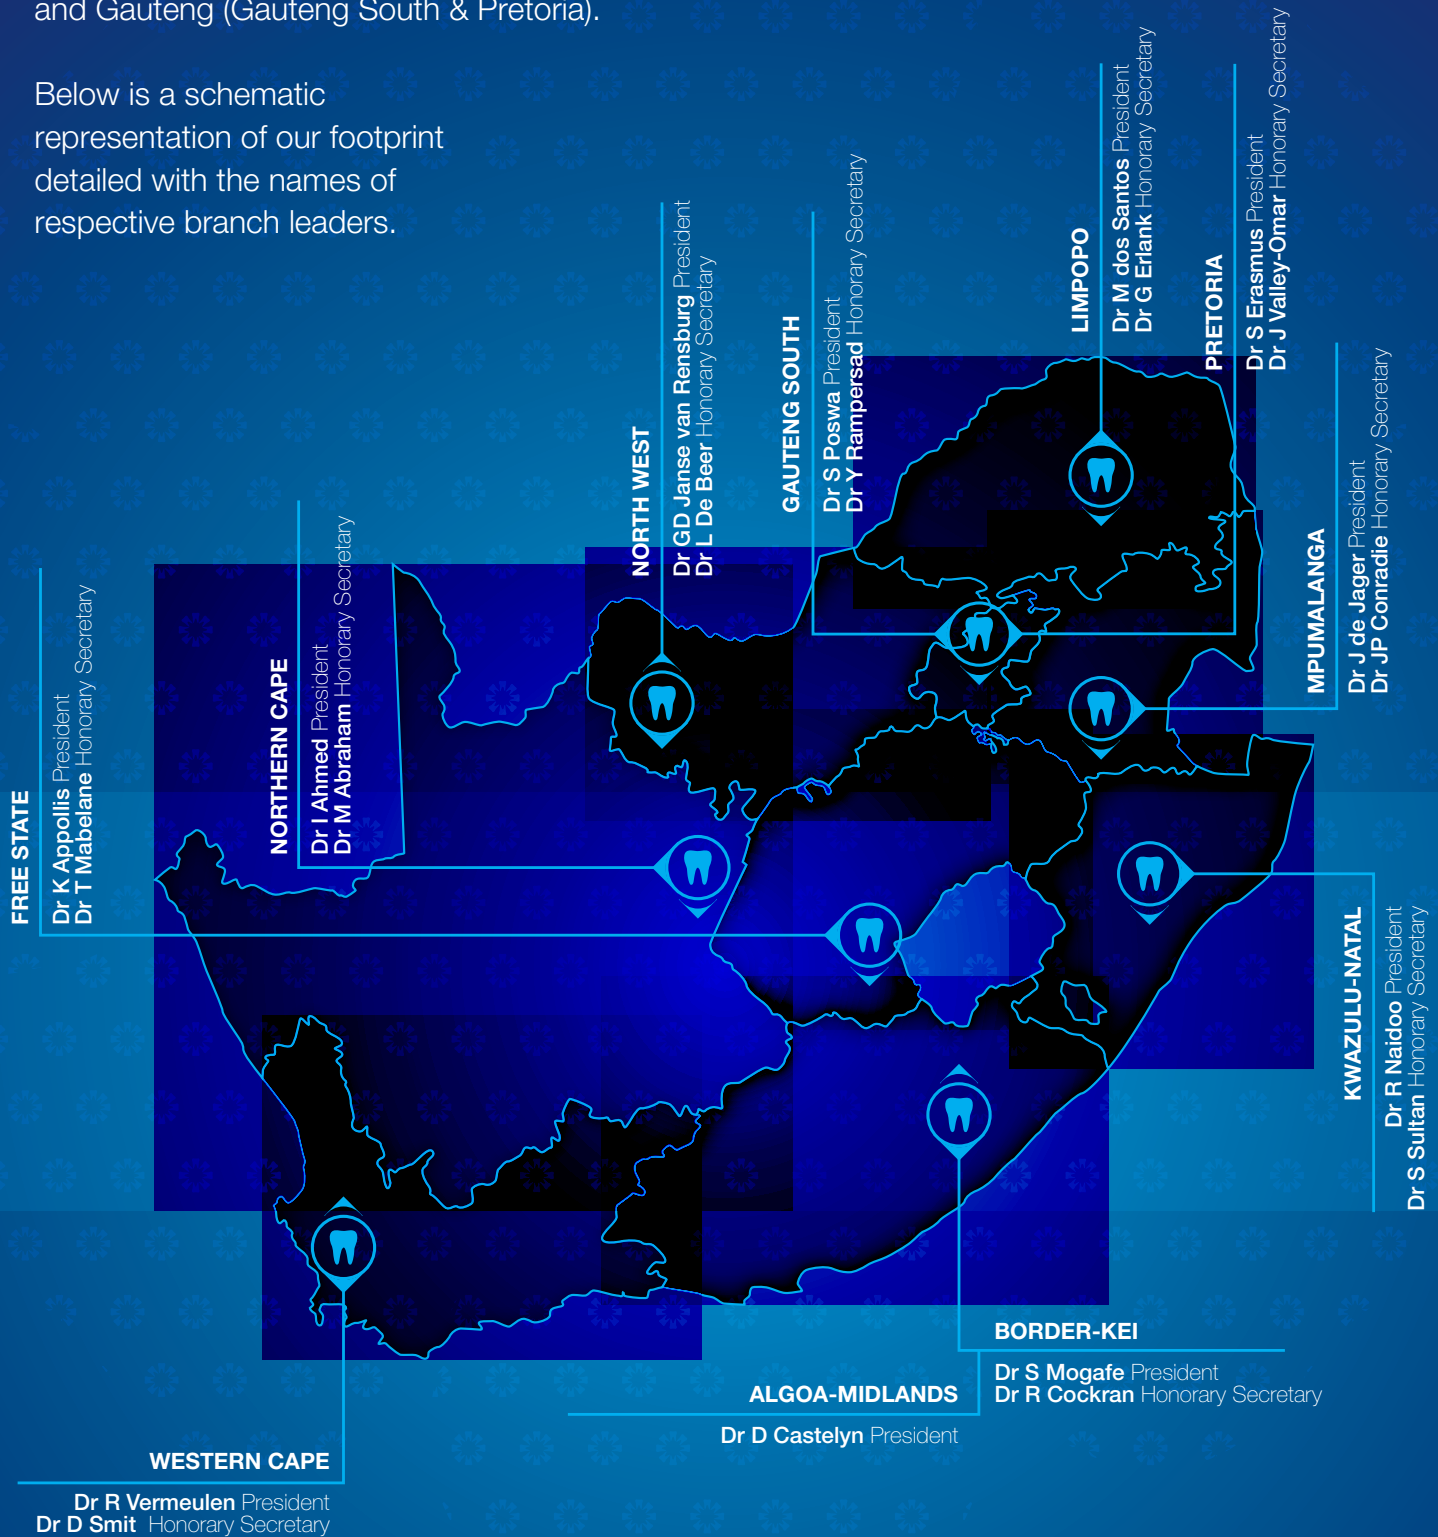 and Gauteng (Gauteng South & Pretoria).
Below is a schematic
representation of our footprint
detailed with the names of
respective branch leaders.
FREE STATE
Dr K Appollis President
Dr T Mabelane Honorary Secretary
NORTHERN CAPE
Dr I Ahmed President
Dr M Abraham Honorary Secretary
NORTH WEST
Dr GD Janse van Rensburg President
Dr L De Beer Honorary Secretary
GAUTENG SOUTH
Dr S Poswa President
Dr Y Rampersad Honorary Secretary
LIMPOPO
Dr M dos Santos President
Dr G Erlank Honorary Secretary
PRETORIA
Dr S Erasmus President
Dr J Valley-Omar Honorary Secretary
MPUMALANGA
Dr J de Jager President
Dr JP Conradie Honorary Secretary
KWAZULU-NATAL
Dr R Naidoo President
Dr S Sultan Honorary Secretary
BORDER-KEI
Dr S Mogafe President
Dr R Cockran Honorary Secretary
ALGOA-MIDLANDS
Dr D Castelyn President
WESTERN CAPE
Dr R Vermeulen President
Dr D Smit Honorary Secretary